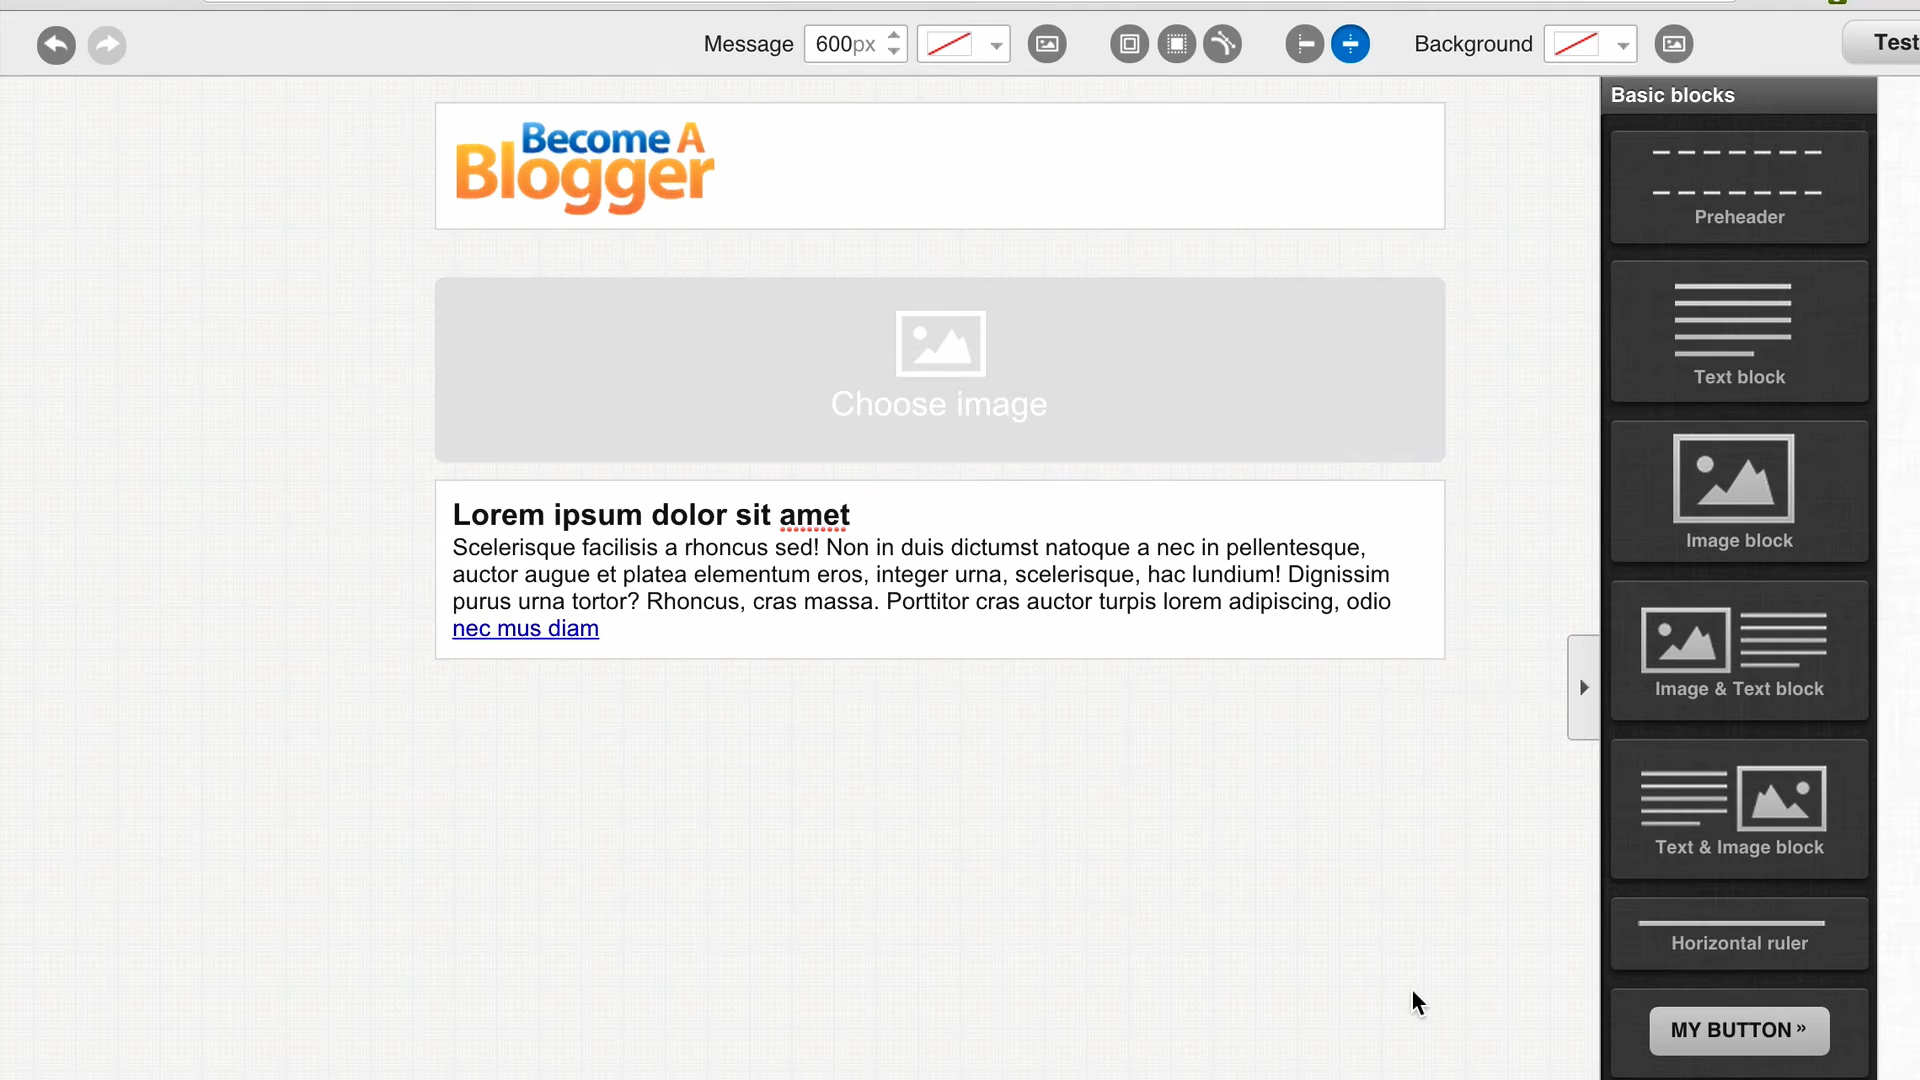 Message 600px Background Test
Basic blocks
Become A
Blogger
Preheader
Choose image
Text block
Lorem ipsum dolor sit amet
Scelerisque facilisis a rhoncus sed! Non in duis dictumst natoque a nec in pellentesque,
auctor augue et platea elementum eros, integer urna, scelerisque, hac lundium! Dignissim
purus urna tortor? Rhoncus, cras massa. Porttitor cras auctor turpis lorem adipiscing, odio
nec mus diam
Image block
Image & Text block
Text & Image block
Horizontal ruler
MY BUTTON »